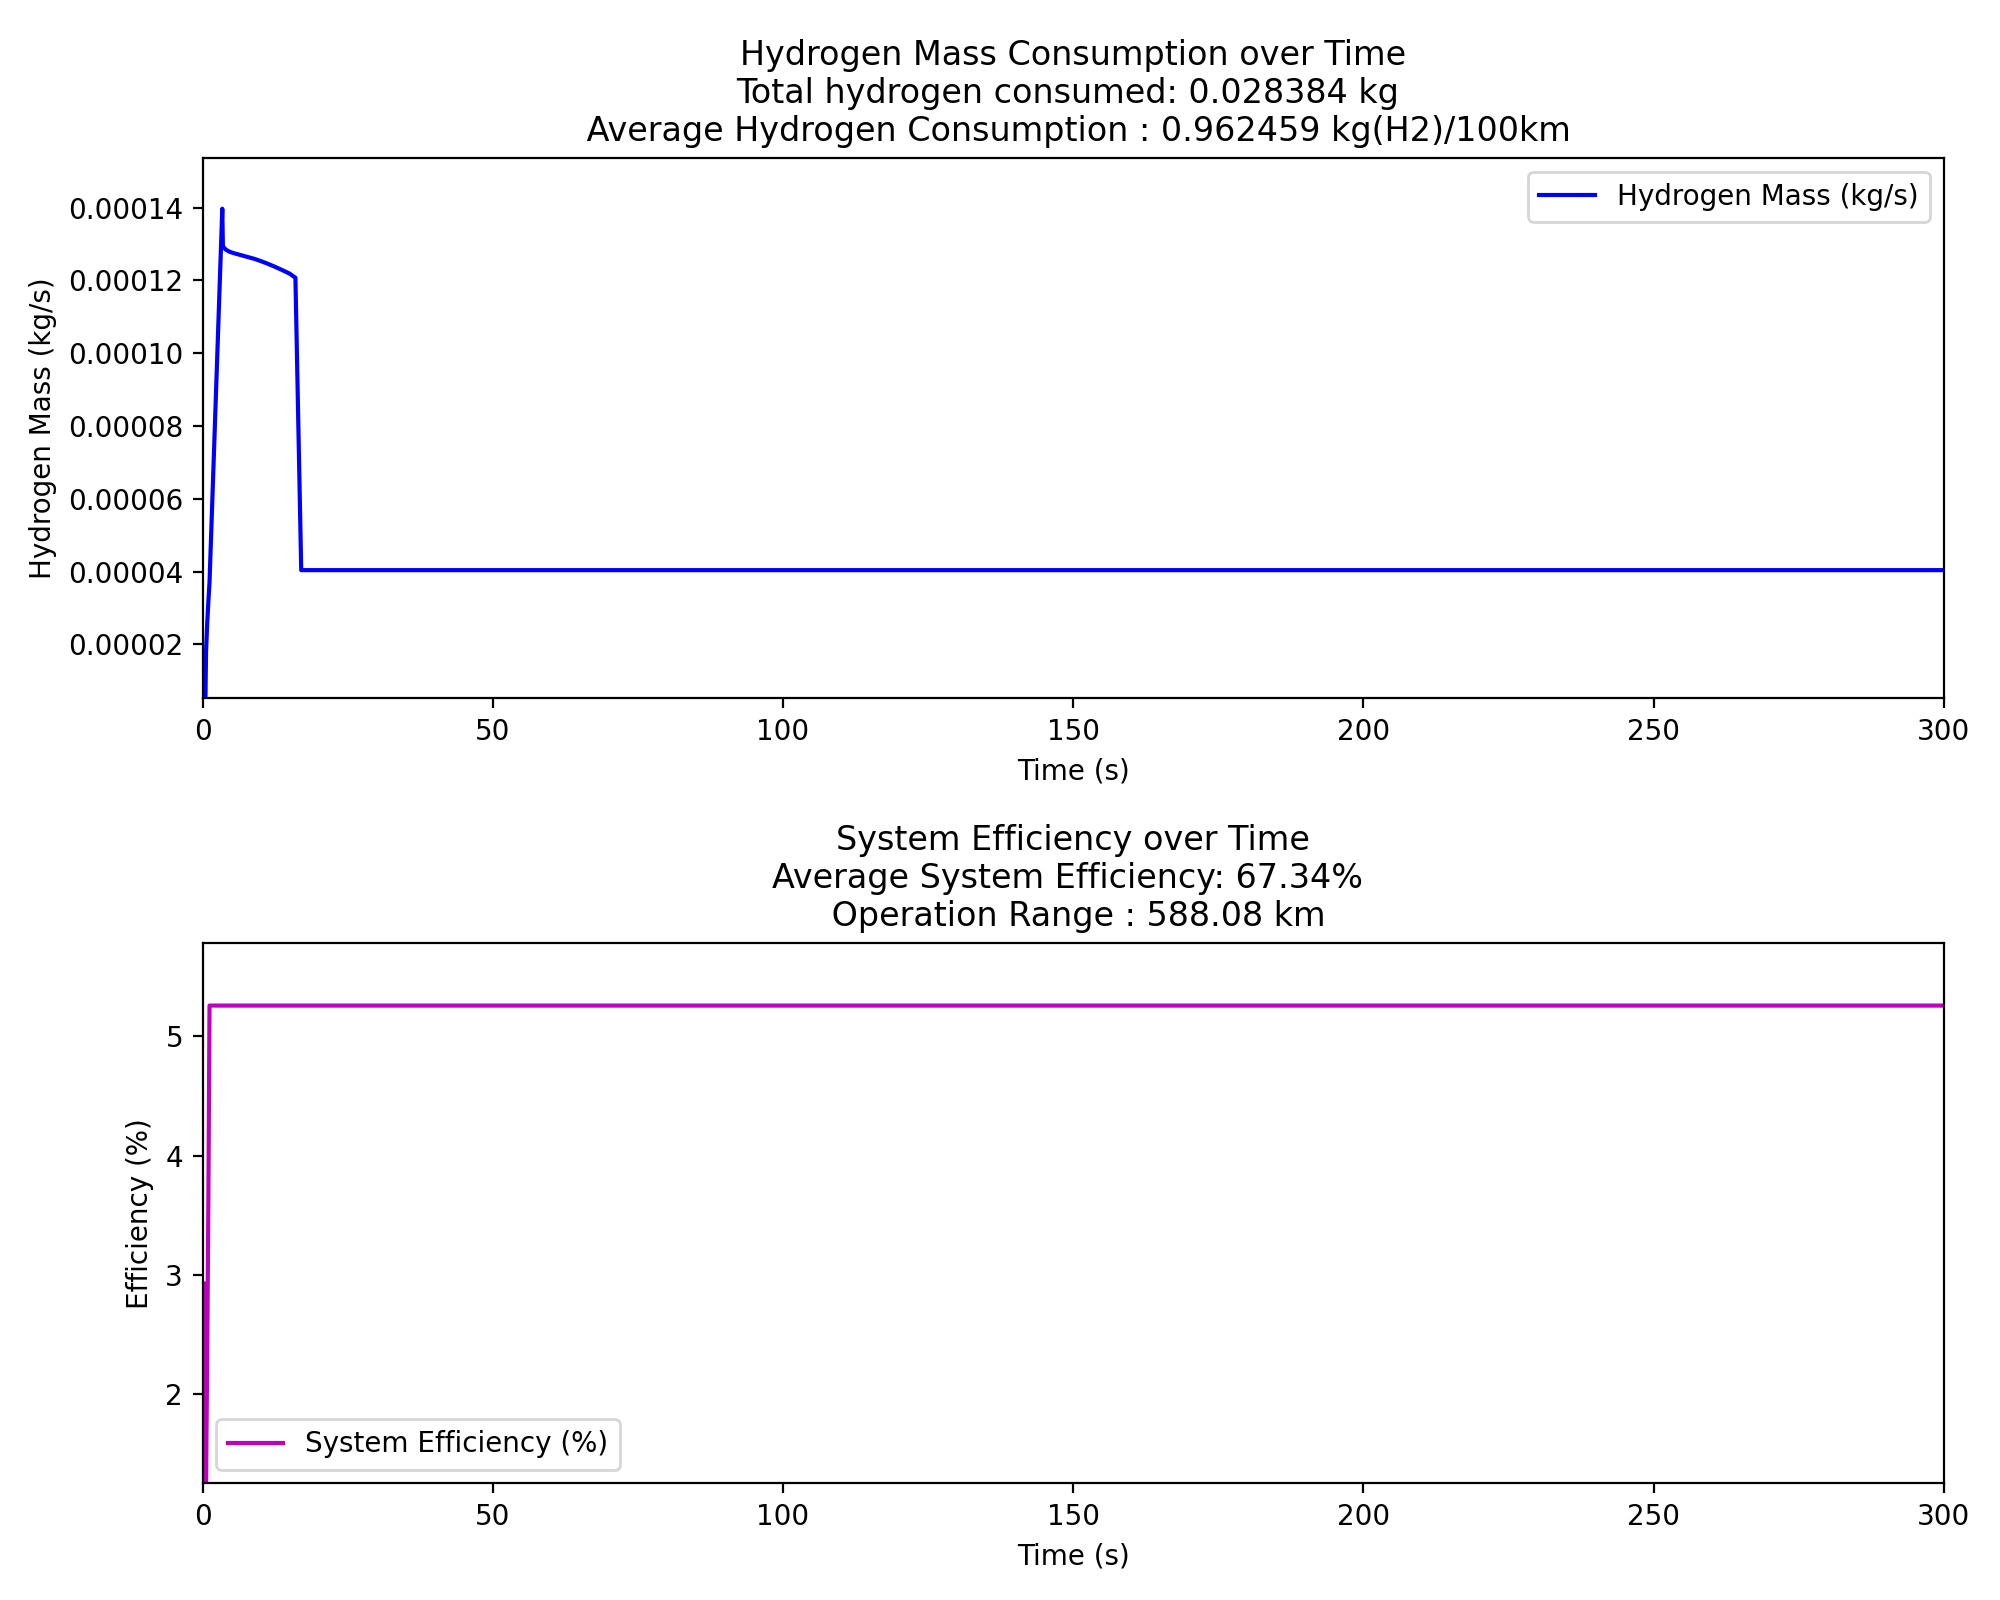 Hydrogen Mass Consumption over Time
Total hydrogen consumed: 0.028384 kg
Average Hydrogen Consumption : 0.962459 kg(H2)/100km
Hydrogen Mass (kg/s)
0.00014
0.00012
0.00010
0.00008
0.00006
0.00004
0.00002
Hydrogen Mass (kg/s)
0 50 100 150 200 250 300
Time (s)
System Efficiency over Time
Average System Efficiency: 67.34%
Operation Range : 588.08 km
5
4
3
2
Efficiency (%)
System Efficiency (%)
0 50 100 150 200 250 300
Time (s)